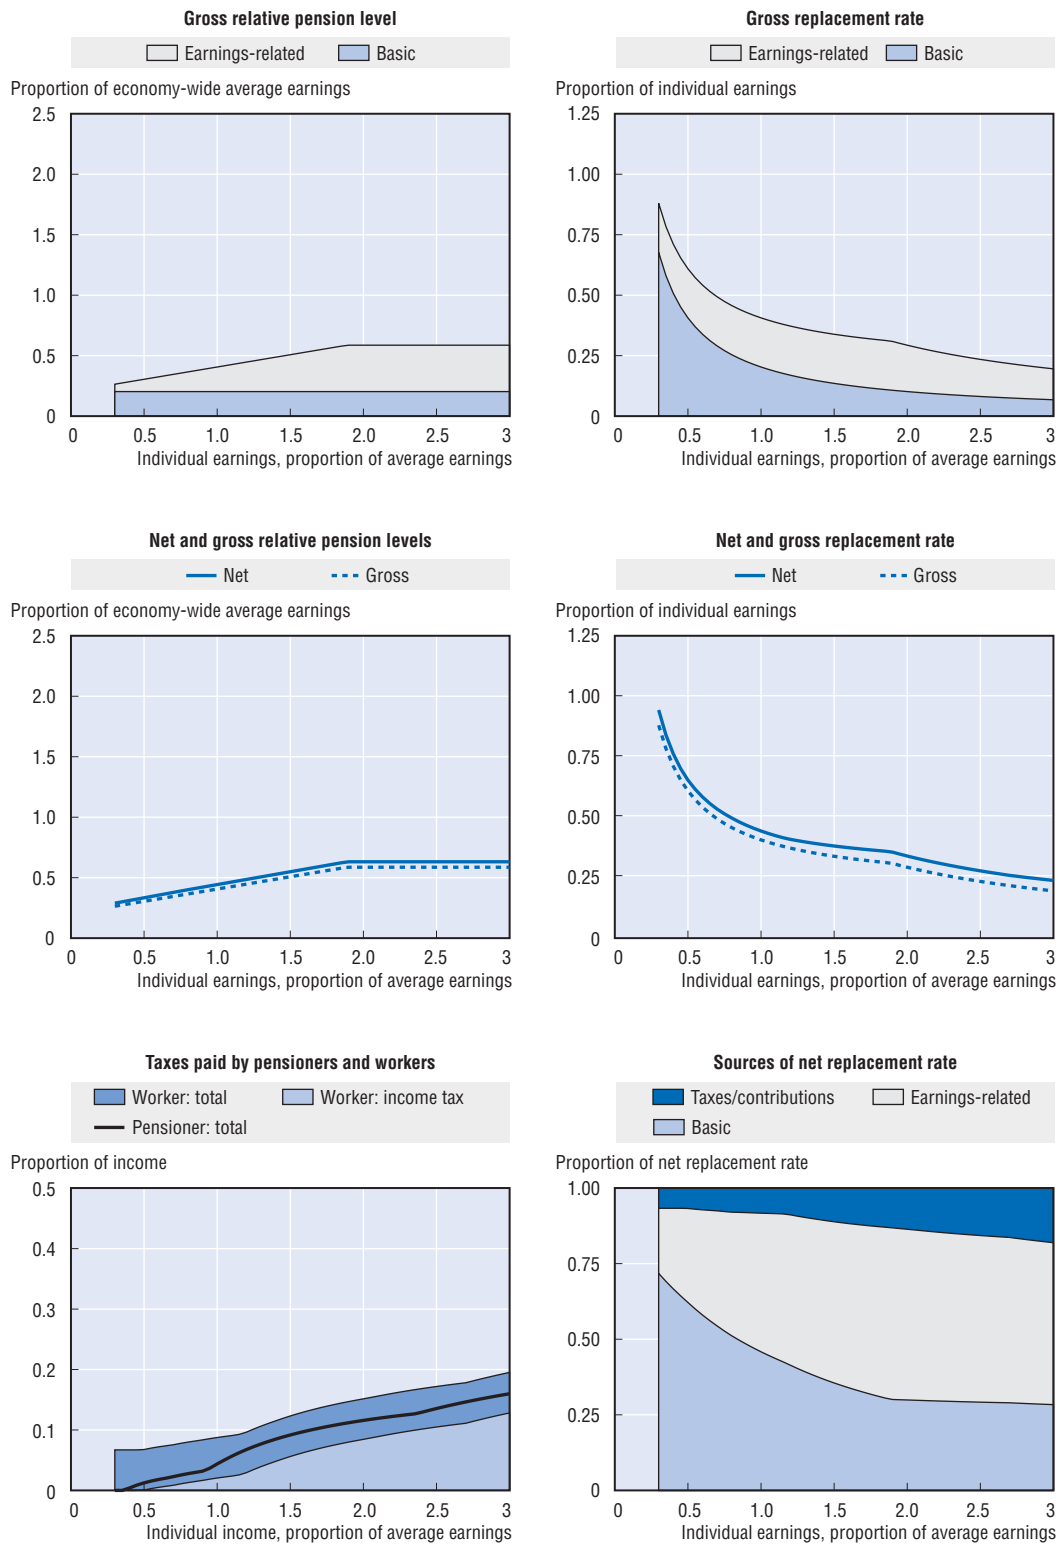 Gross relative pension level
Earnings-related Basic
Proportion of economy-wide average earnings
2.5
2.0
1.5
1.0
0.5
0
0 0.5 1.0 1.5 2.0 2.5 3
Individual earnings, proportion of average earnings
Gross replacement rate
Earnings-related Basic
Proportion of individual earnings
1.25
1.00
0.75
0.50
0.25
0
0 0.5 1.0 1.5 2.0 2.5 3
Individual earnings, proportion of average earnings
Net and gross relative pension levels
Net Gross
Proportion of economy-wide average earnings
2.5
2.0
1.5
1.0
0.5
0
0 0.5 1.0 1.5 2.0 2.5 3
Individual earnings, proportion of average earnings
Net and gross replacement rate
Net Gross
Proportion of individual earnings
1.25
1.00
0.75
0.50
0.25
0
0 0.5 1.0 1.5 2.0 2.5 3
Individual earnings, proportion of average earnings
Taxes paid by pensioners and workers
Worker: total Worker: income tax
Pensioner: total
Proportion of income
0.5
0.4
0.3
0.2
0.1
0
0 0.5 1.0 1.5 2.0 2.5 3
Individual income, proportion of average earnings
Sources of net replacement rate
Taxes/contributions Earnings-related
Basic
Proportion of net replacement rate
1.00
0.75
0.50
0.25
0
0 0.5 1.0 1.5 2.0 2.5 3
Individual earnings, proportion of average earnings